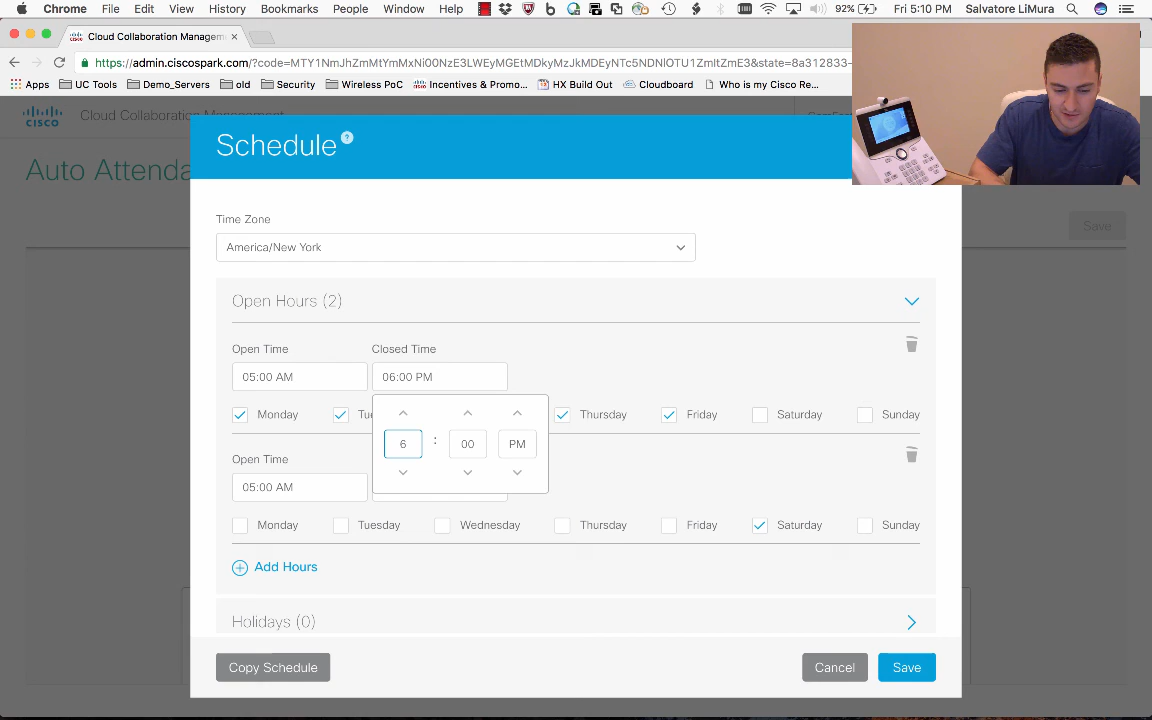 Chrome File Edit View History Bookmarks People Window Help 92% Fri 5:10 PM Salvatore LiMura
Cloud Collaboration Managem
https://admin.ciscospark.com/?code=MTY1NmJhZmMtYmMxNi00NzE3LWEyMGEtMDkyMzJkMDEyNTc5NDNlOTU1ZmItZmE3&state=8a312833-
Apps UC Tools Demo_Servers old Security Wireless PoC Incentives & Promo... HX Build Out Cloudboard Who is my Cisco Re...
CISCO Cloud Collaboration Management
Auto Attenda
Schedule ?
Save
Time Zone
America/New York
Open Hours (2)
Open Time Closed Time
05:00 AM 06:00 PM
Monday Tue Thursday Friday Saturday Sunday
6 : 00 PM
Open Time
05:00 AM
Monday Tuesday Wednesday Thursday Friday Saturday Sunday
Add Hours
Holidays (0)
Copy Schedule Cancel Save